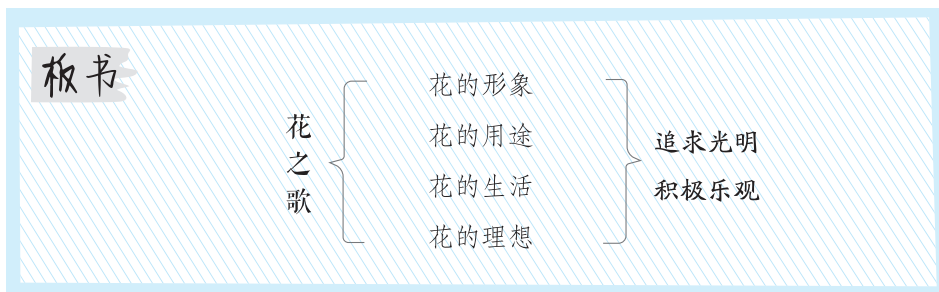 板书
花之歌
花的形象
花的用途
花的生活
花的理想
追求光明
积极乐观